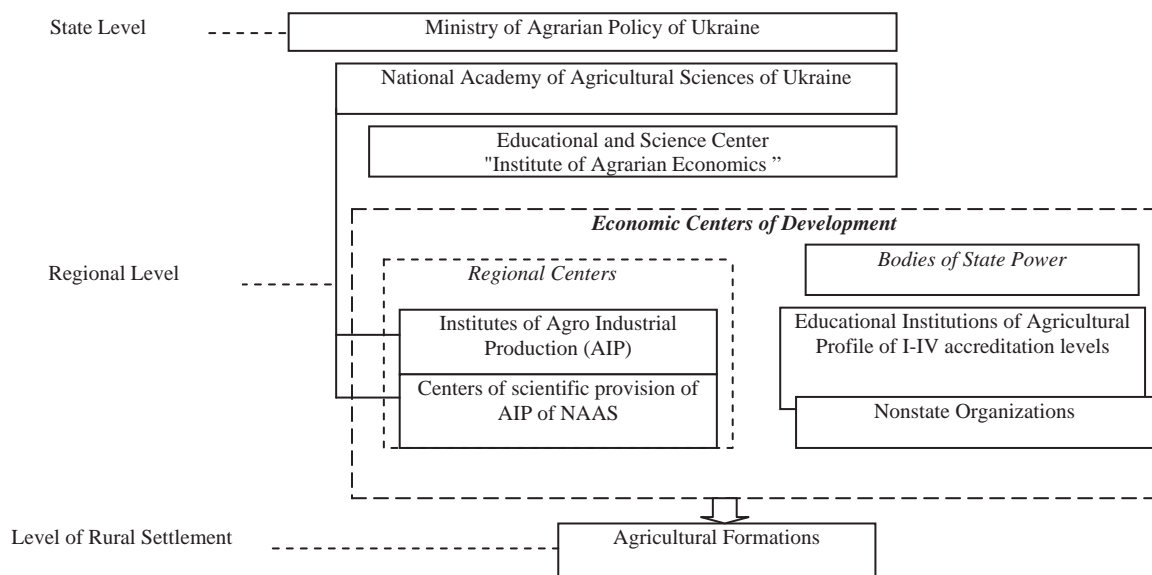 State Level
Ministry of Agrarian Policy of Ukraine
National Academy of Agricultural Sciences of Ukraine
Educational and Science Center
"Institute of Agrarian Economics ”
Economic Centers of Development
Regional Level
Regional Centers
Institutes of Agro Industrial
Production (AIP)
Centers of scientific provision of
AIP of NAAS
Bodies of State Power
Educational Institutions of Agricultural
Profile of I-IV accreditation levels
Nonstate Organizations
Level of Rural Settlement
Agricultural Formations